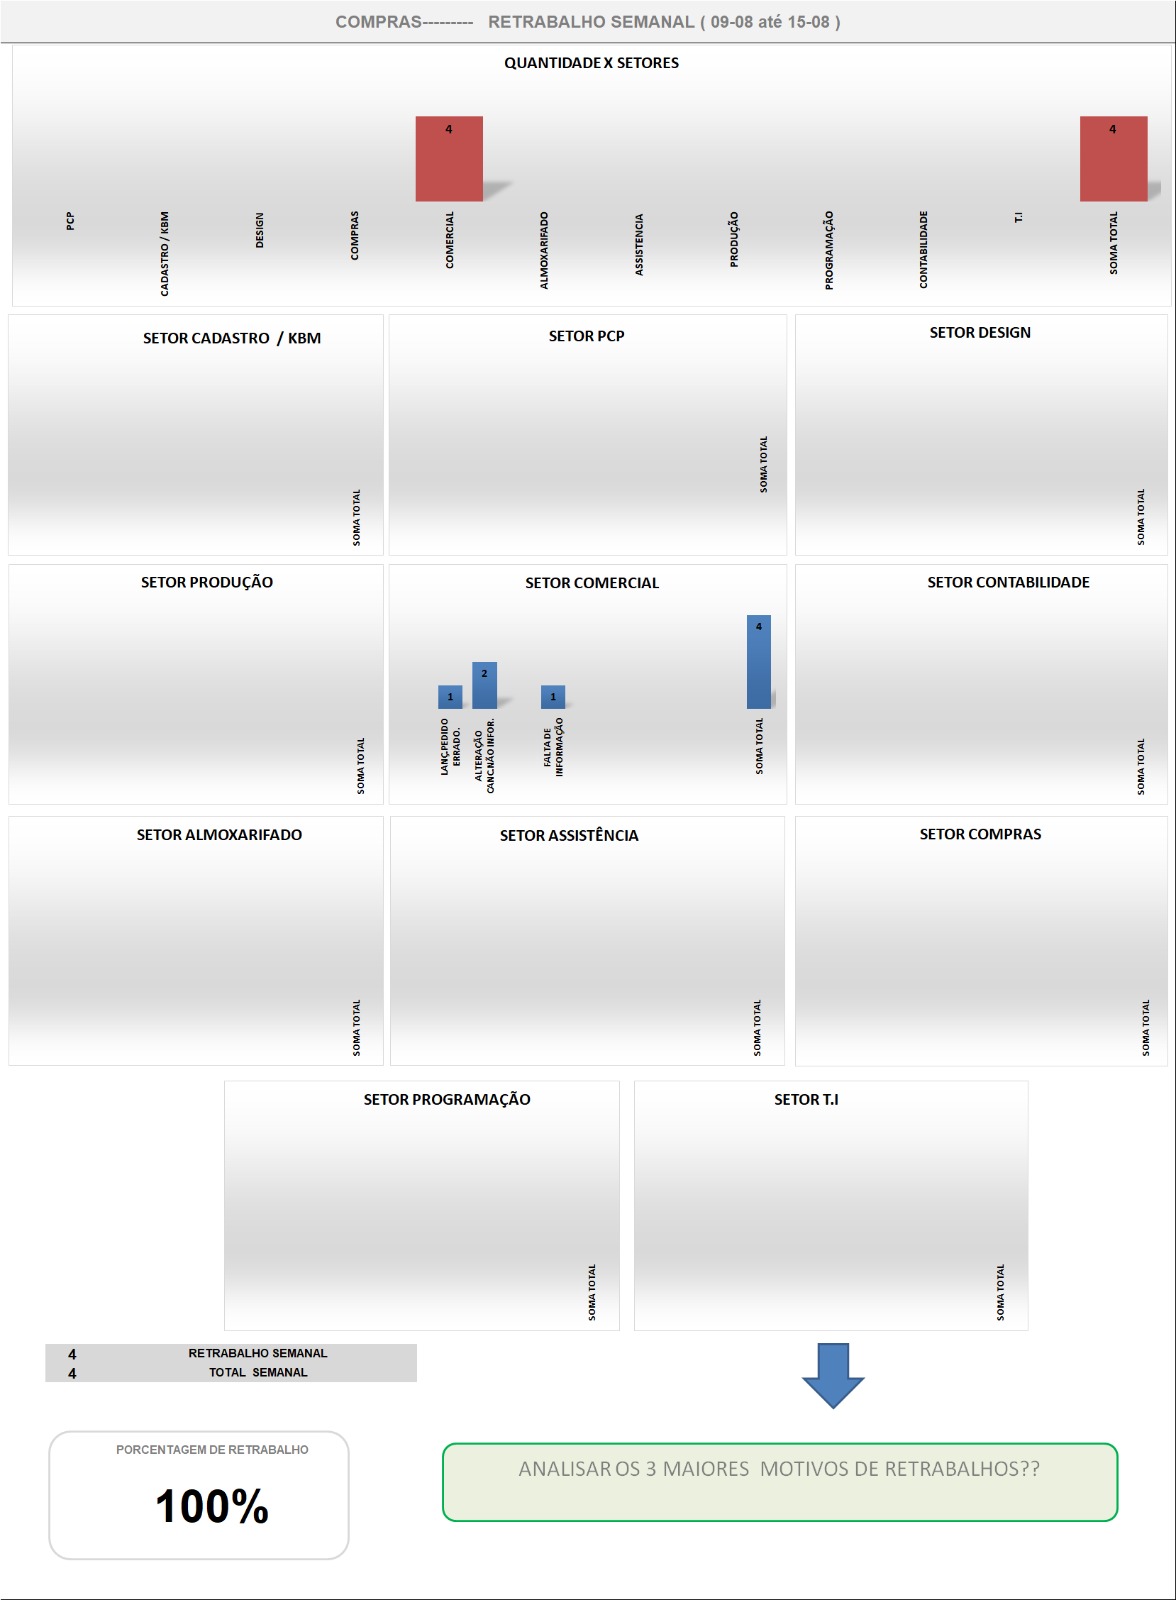 COMPRAS---------   RETRABALHO SEMANAL ( 09-08 até 15-08 )
QUANTIDADE X SETORES
4
4
PCP
CADASTRO / KBM
DESIGN
COMPRAS
COMERCIAL
ALMOXARIFADO
ASSISTENCIA
PRODUÇÃO
PROGRAMAÇÃO
CONTABILIDADE
T.I
SOMA TOTAL
SETOR CADASTRO  / KBM
SOMA TOTAL
SETOR PCP
SOMA TOTAL
SETOR DESIGN
SOMA TOTAL
SETOR PRODUÇÃO
SOMA TOTAL
SETOR COMERCIAL
1
2
1
4
LANÇ.PEDIDO
ERRADO.
ALTERAÇÃO
CANC.NÃO INFOR.
FALTA DE
INFORMAÇÃO
SOMA TOTAL
SETOR CONTABILIDADE
SOMA TOTAL
SETOR ALMOXARIFADO
SOMA TOTAL
SETOR ASSISTÊNCIA
SOMA TOTAL
SETOR COMPRAS
SOMA TOTAL
SETOR PROGRAMAÇÃO
SOMA TOTAL
SETOR T.I
SOMA TOTAL
4 RETRABALHO SEMANAL
4 TOTAL  SEMANAL
PORCENTAGEM DE RETRABALHO
100%
ANALISAR OS 3 MAIORES  MOTIVOS DE RETRABALHOS??